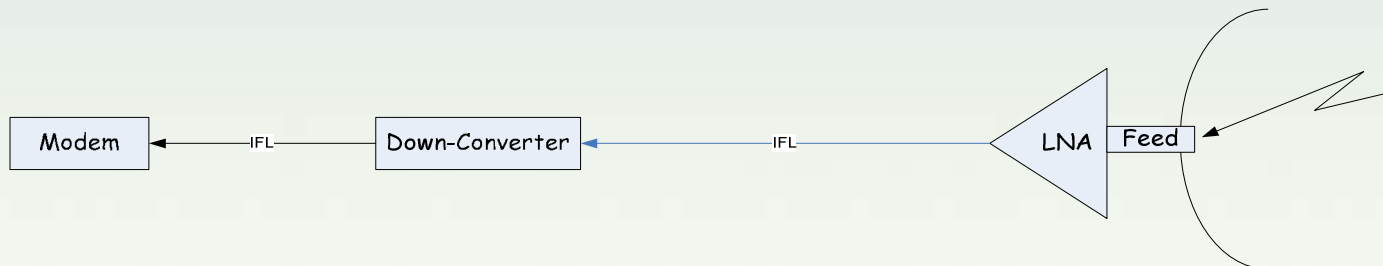 Modem
IFL
Down-Converter
IFL
LNA
Feed